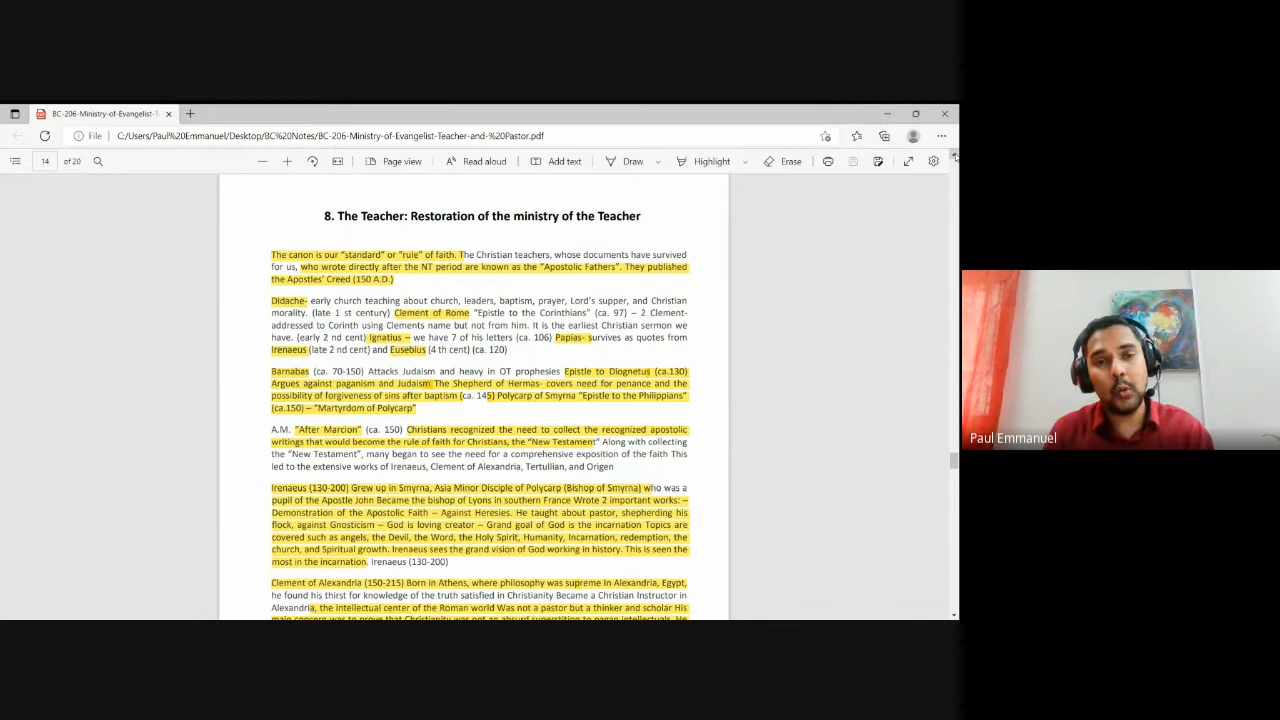 BC-206-Ministry-of-Evangelist-T
File
C:/Users/Paul%20Emmanuel/Desktop/BC%20Notes/BC-206-Ministry-of-Evangelist-Teacher-and-%20Pastor.pdf
14 of 20 Page view Read aloud Add text Draw Highlight Erase
8. The Teacher: Restoration of the ministry of the Teacher
The canon is our “standard” or “rule” of faith. The Christian teachers, whose documents have survived
for us, who wrote directly after the NT period are known as the “Apostolic Fathers”. They published
the Apostles’ Creed (150 A.D.)
Didache- early church teaching about church, leaders, baptism, prayer, Lord’s supper, and Christian
morality. (late 1 st century) Clement of Rome “Epistle to the Corinthians” (ca. 97) – 2 Clement-
addressed to Corinth using Clements name but not from him. It is the earliest Christian sermon we
have. (early 2 nd cent) Ignatius – we have 7 of his letters (ca. 106) Papias- survives as quotes from
Irenaeus (late 2 nd cent) and Eusebius (4 th cent) (ca. 120)
Barnabas (ca. 70-150) Attacks Judaism and heavy in OT prophesies Epistle to Diognetus (ca.130)
Argues against paganism and Judaism The Shepherd of Hermas- covers need for penance and the
possibility of forgiveness of sins after baptism (ca. 145) Polycarp of Smyrna “Epistle to the Philippians”
(ca.150) – “Martyrdom of Polycarp”
A.M. “After Marcion” (ca. 150) Christians recognized the need to collect the recognized apostolic
writings that would become the rule of faith for Christians, the “New Testament” Along with collecting
the “New Testament”, many began to see the need for a comprehensive exposition of the faith This
led to the extensive works of Irenaeus, Clement of Alexandria, Tertullian, and Origen
Irenaeus (130-200) Grew up in Smyrna, Asia Minor Disciple of Polycarp (Bishop of Smyrna) who was a
pupil of the Apostle John Became the bishop of Lyons in southern France Wrote 2 important works: –
Demonstration of the Apostolic Faith – Against Heresies. He taught about pastor, shepherding his
flock, against Gnosticism – God is loving creator – Grand goal of God is the incarnation Topics are
covered such as angels, the Devil, the Word, the Holy Spirit, Humanity, Incarnation, redemption, the
church, and Spiritual growth. Irenaeus sees the grand vision of God working in history. This is seen the
most in the incarnation. Irenaeus (130-200)
Clement of Alexandria (150-215) Born in Athens, where philosophy was supreme In Alexandria, Egypt,
he found his thirst for knowledge of the truth satisfied in Christianity Became a Christian Instructor in
Alexandria, the intellectual center of the Roman world Was not a pastor but a thinker and scholar His
main concern was to prove that Christianity was not an absurd superstition to pagan intellectuals. He
Paul Emmanuel